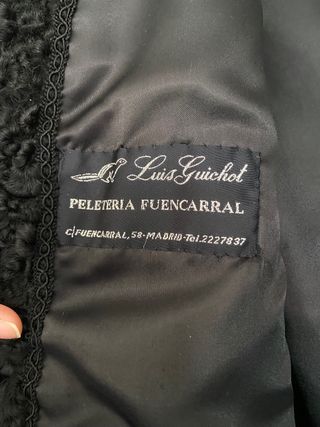 Luis Guichot
PELETERIA FUENCARRAL
C/FUENCARRAL, 58-MADRID-Tel.2227837